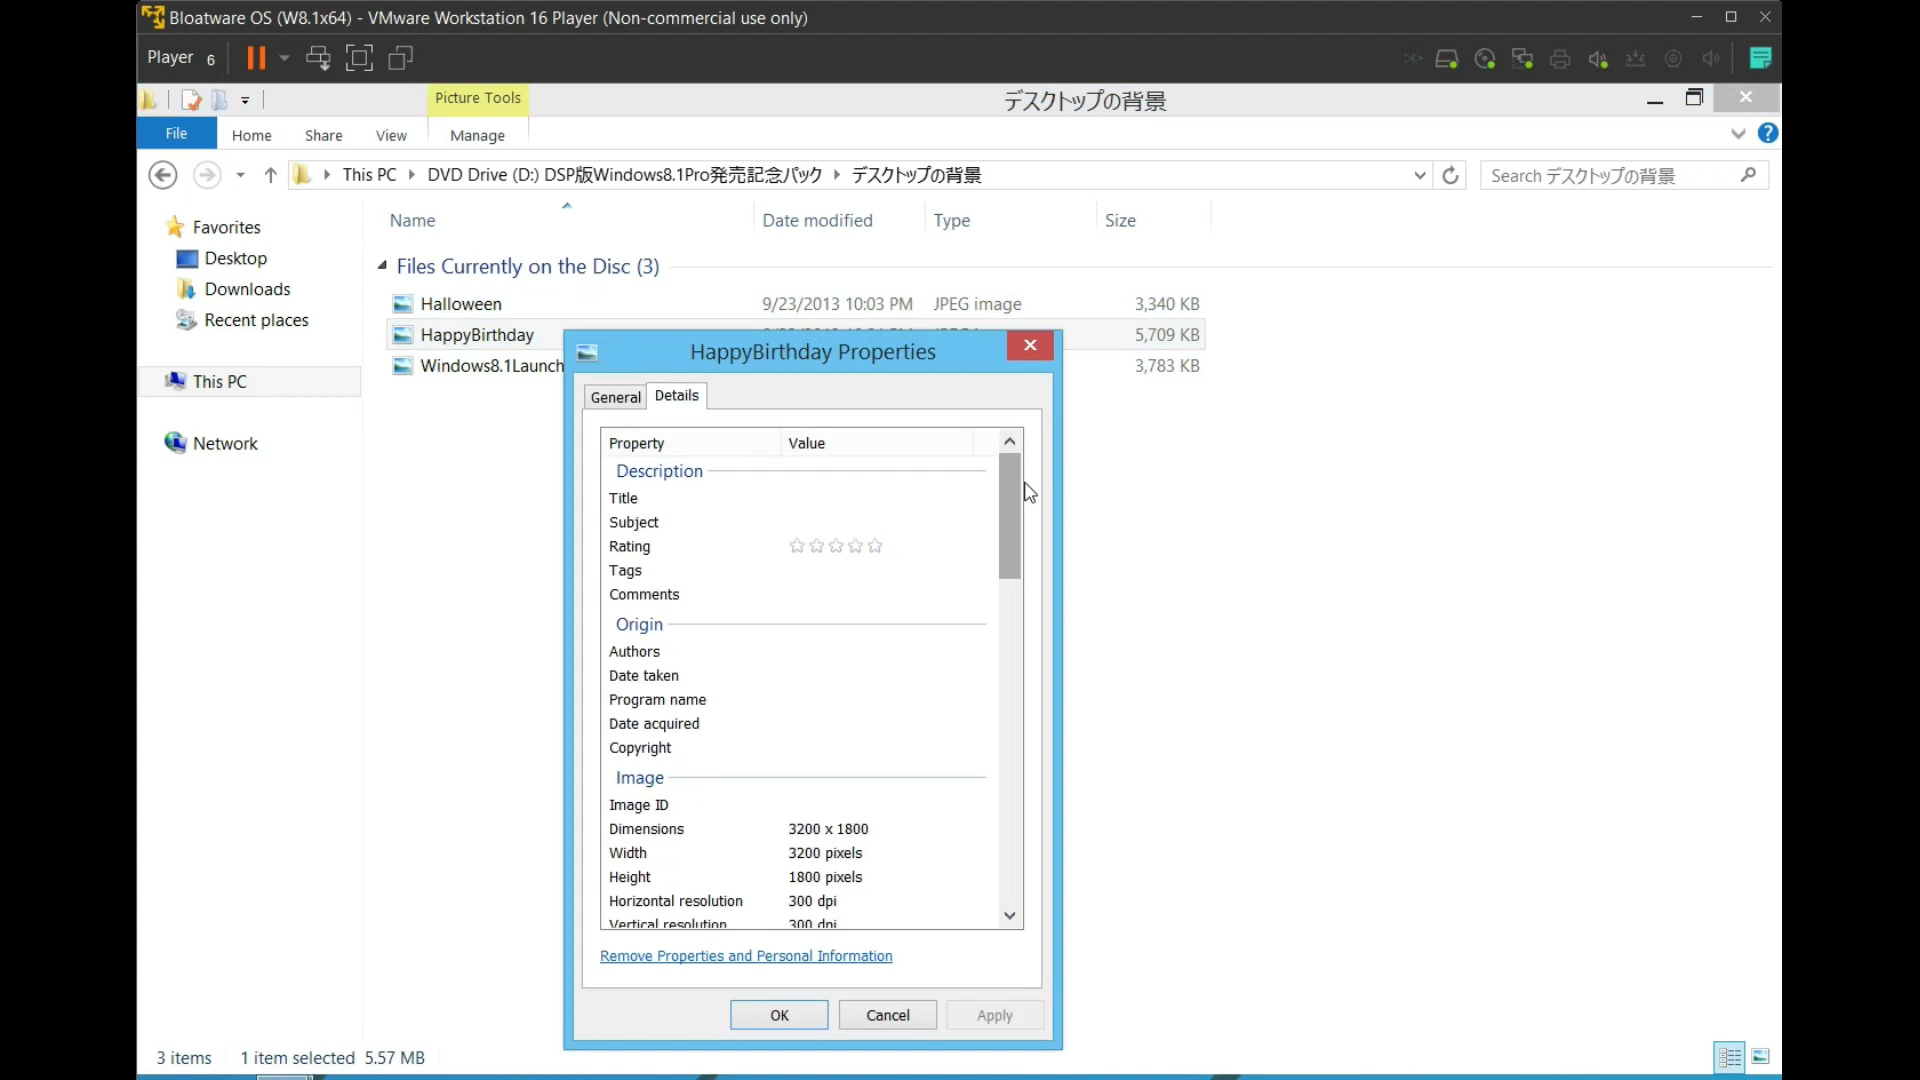 Bloatware OS (W8.1x64) - VMware Workstation 16 Player (Non-commercial use only)
Player 6
Picture Tools
デスクトップの背景
File Home Share View Manage
This PC DVD Drive (D:) DSP版Windows8.1Pro発売記念パック デスクトップの背景
Search デスクトップの背景
Name Date modified Type Size
Favorites
Desktop
Downloads
Recent places
This PC
Network
Files Currently on the Disc (3)
Halloween 9/23/2013 10:03 PM JPEG image 3,340 KB
HappyBirthday 5,709 KB
Windows8.1Launch 3,783 KB
HappyBirthday Properties
General Details
Property Value
Description
Title
Subject
Rating
Tags
Comments
Origin
Authors
Date taken
Program name
Date acquired
Copyright
Image
Image ID
Dimensions 3200 x 1800
Width 3200 pixels
Height 1800 pixels
Horizontal resolution 300 dpi
Vertical resolution 300 dpi
Remove Properties and Personal Information
OK Cancel Apply
3 items 1 item selected 5.57 MB